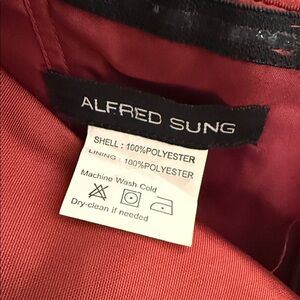 ALFRED SUNG
SHELL : 100%POLYESTER
LINING : 100%POLYESTER
Machine Wash Cold
Dry-clean if needed